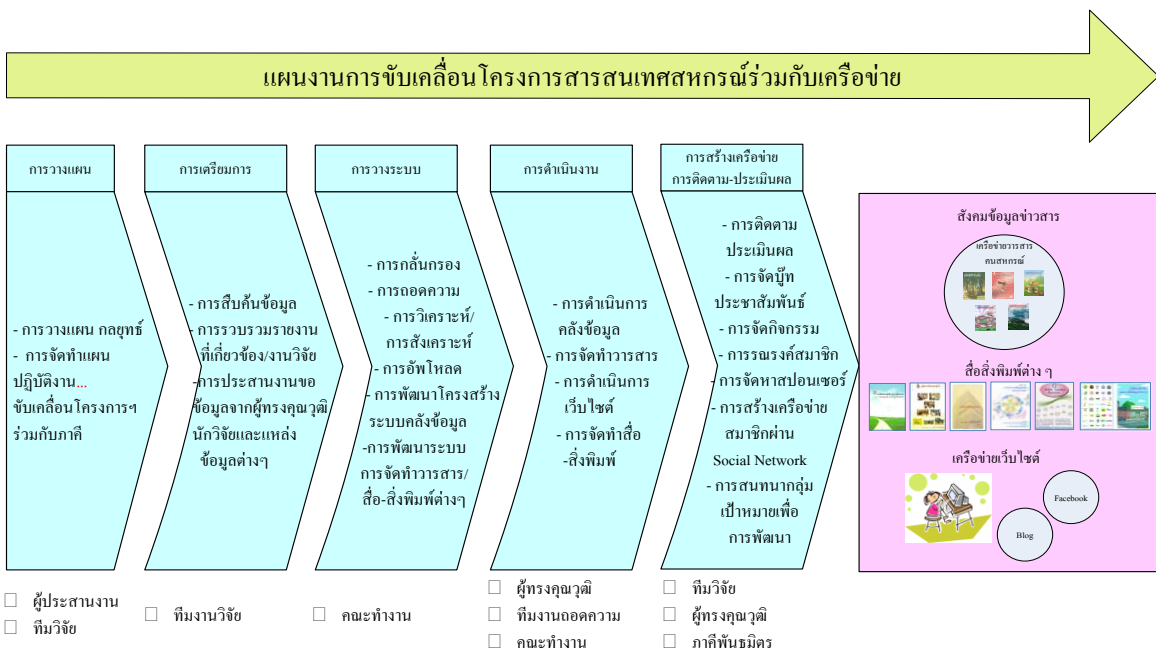 แผนงานการขับเคลื่อนโครงการสารสนเทศสหกรณ์ร่วมกับเครือข่าย
การวางแผน
- การวางแผน กลยุทธ์
- การจัดทำแผน
ปฏิบัติงาน...
ขับเคลื่อนโครงการฯ
ร่วมกับภาคี
☐ ผู้ประสานงาน
☐ ทีมวิจัย
การเตรียมการ
- การสืบค้นข้อมูล
- การรวบรวมรายงาน
ที่เกี่ยวข้อง/งานวิจัย
-การประสานงานขอ
ข้อมูลจากผู้ทรงคุณวุฒิ
นักวิจัยและแหล่ง
ข้อมูลต่างๆ
☐ ทีมงานวิจัย
การวางระบบ
- การกลั่นกรอง
- การถอดความ
- การวิเคราะห์/
การสังเคราะห์
- การอัพโหลด
- การพัฒนาโครงสร้าง
ระบบคลังข้อมูล
-การพัฒนาระบบ
การจัดทำวารสาร/
สื่อ-สิ่งพิมพ์ต่างๆ
☐ คณะทำงาน
การดำเนินงาน
- การดำเนินการ
คลังข้อมูล
- การจัดทำวารสาร
- การดำเนินการ
เว็บไซต์
- การจัดทำสื่อ
-สิ่งพิมพ์
☐ ผู้ทรงคุณวุฒิ
☐ ทีมงานถอดความ
☐ คณะทำงาน
การสร้างเครือข่าย
การติดตาม-ประเมินผล
- การติดตาม
ประเมินผล
- การจัดบู๊ท
ประชาสัมพันธ์
- การจัดกิจกรรม
- การรณรงค์สมาชิก
- การจัดหาสปอนเซอร์
- การสร้างเครือข่าย
สมาชิกผ่าน
Social Network
- การสนทนากลุ่ม
เป้าหมายเพื่อ
การพัฒนา
☐ ทีมวิจัย
☐ ผู้ทรงคุณวุฒิ
☐ ภาคีพันธมิตร
สังคมข้อมูลข่าวสาร
เครือข่ายวารสาร
คนสหกรณ์
สื่อสิ่งพิมพ์ต่าง ๆ
เครือข่ายเว็บไซต์
Facebook
Blog